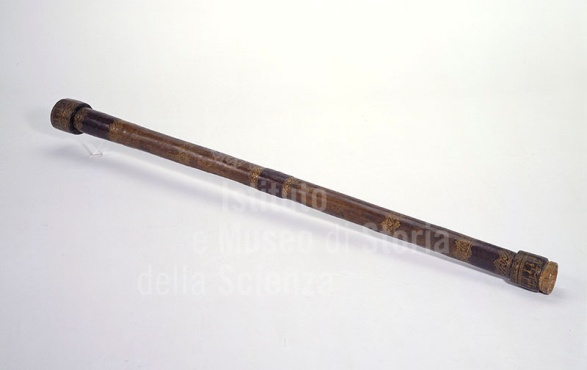 Istituto
e Museo di Storia
della Scienza